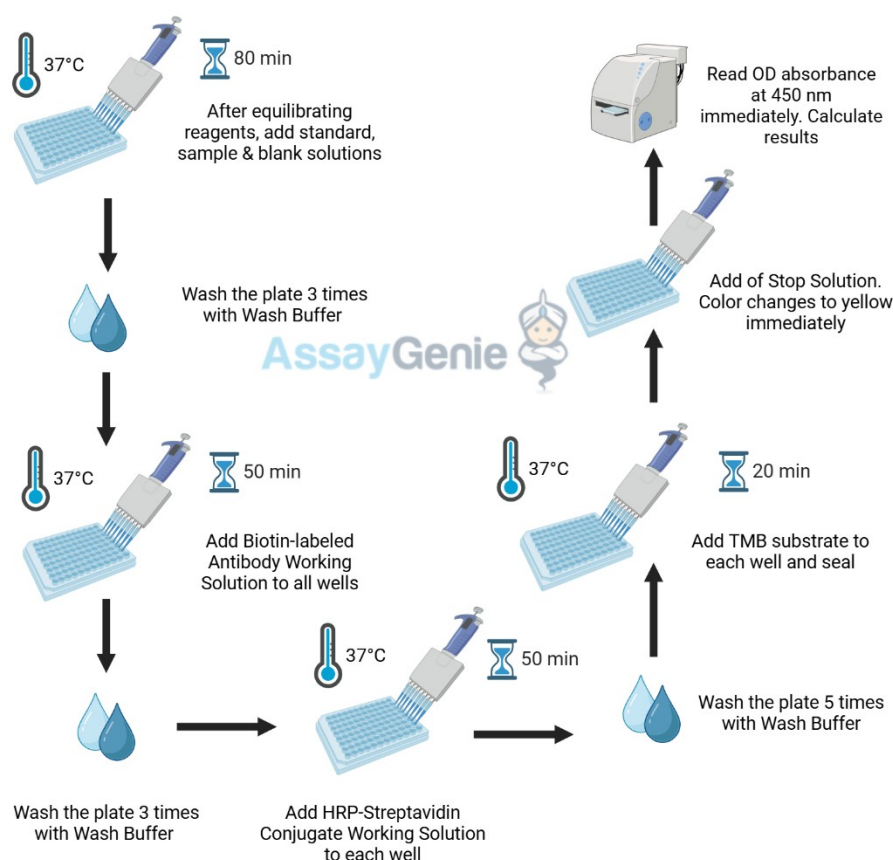 37°C
80 min
After equilibrating
reagents, add standard,
sample & blank solutions
Wash the plate 3 times
with Wash Buffer
37°C
50 min
Add Biotin-labeled
Antibody Working
Solution to all wells
Wash the plate 3 times
with Wash Buffer
37°C
50 min
Add HRP-Streptavidin
Conjugate Working Solution
to each well
Wash the plate 5 times
with Wash Buffer
37°C
20 min
Add TMB substrate to
each well and seal
Add of Stop Solution.
Color changes to yellow
immediately
Read OD absorbance
at 450 nm
immediately. Calculate
results
AssayGenie